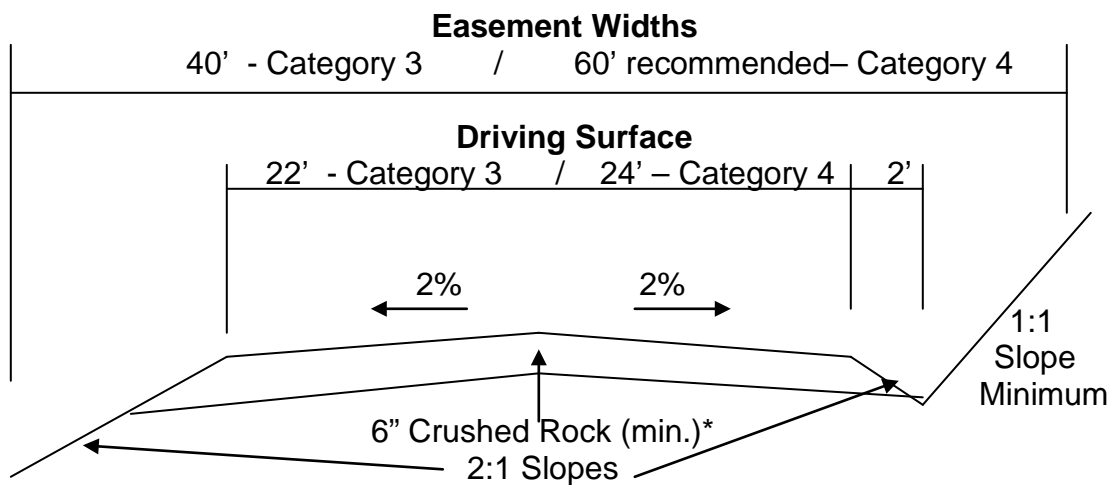 Easement Widths
40’ - Category 3 / 60’ recommended– Category 4
Driving Surface
22’ - Category 3 / 24’ – Category 4 2’
2% 2%
1:1
Slope
Minimum
6” Crushed Rock (min.)*
2:1 Slopes